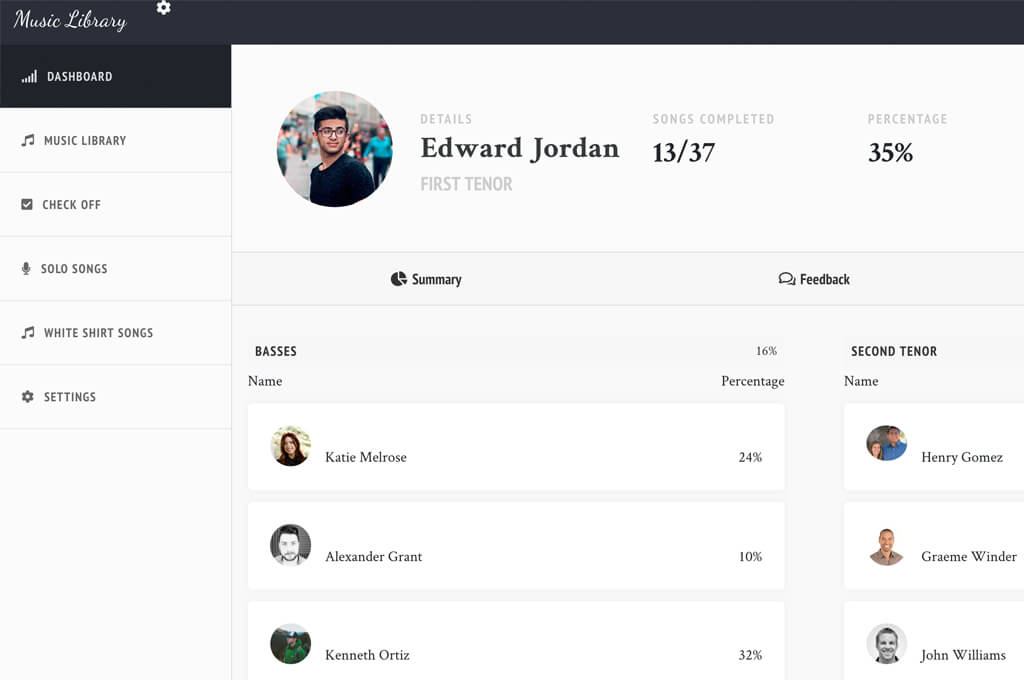 Music Library
DASHBOARD
MUSIC LIBRARY
CHECK OFF
SOLO SONGS
WHITE SHIRT SONGS
SETTINGS
DETAILS
Edward Jordan
FIRST TENOR
SONGS COMPLETED
13/37
PERCENTAGE
35%
Summary
Feedback
BASSES 16%
Name Percentage
Katie Melrose 24%
Alexander Grant 10%
Kenneth Ortiz 32%
SECOND TENOR
Name
Henry Gomez
Graeme Winder
John Williams